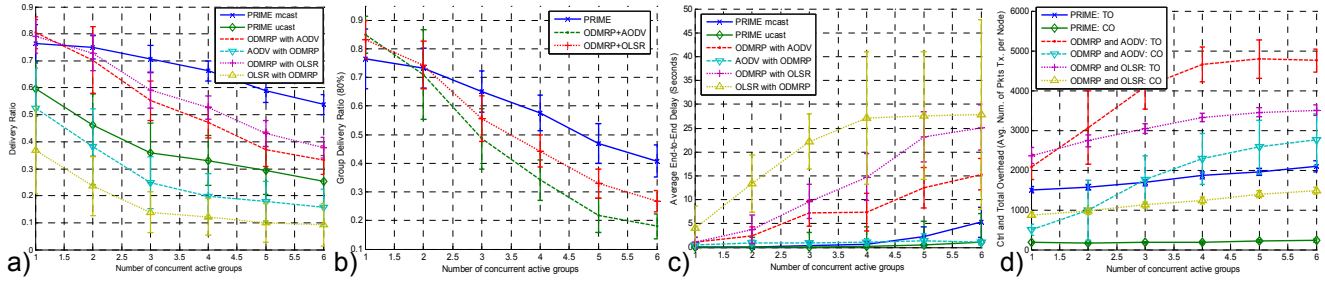 0.9
0.8
0.7
0.6
0.5
0.4
0.3
0.2
0.1
0
Delivery Ratio
PRIME mcast
PRIME ucast
ODMRP with AODV
AODV with ODMRP
ODMRP with OLSR
OLSR with ODMRP
1 1.5 2 2.5 3 3.5 4 4.5 5 5.5 6
Number of concurrent active groups
a)
1
0.9
0.8
0.7
0.6
0.5
0.4
0.3
0.2
0.1
Group Delivery Ratio (80%)
PRIME
ODMRP+AODV
ODMRP+OLSR
1 1.5 2 2.5 3 3.5 4 4.5 5 5.5 6
Number of concurrent active groups
b)
50
45
40
35
30
25
20
15
10
5
0
Average End-to-End Delay (Seconds)
PRIME mcast
PRIME ucast
ODMRP with AODV
AODV with ODMRP
ODMRP with OLSR
OLSR with ODMRP
1 1.5 2 2.5 3 3.5 4 4.5 5 5.5 6
Number of concurrent active groups
c)
6000
5000
4000
3000
2000
1000
0
Ctrl and Total Overhead (Avg. Num. of Pkts Tx. per Node)
PRIME: TO
PRIME: CO
ODMRP and AODV: TO
ODMRP and AODV: CO
ODMRP and OLSR: TO
ODMRP and OLSR: CO
1 1.5 2 2.5 3 3.5 4 4.5 5 5.5 6
Number of concurrent active groups
d)